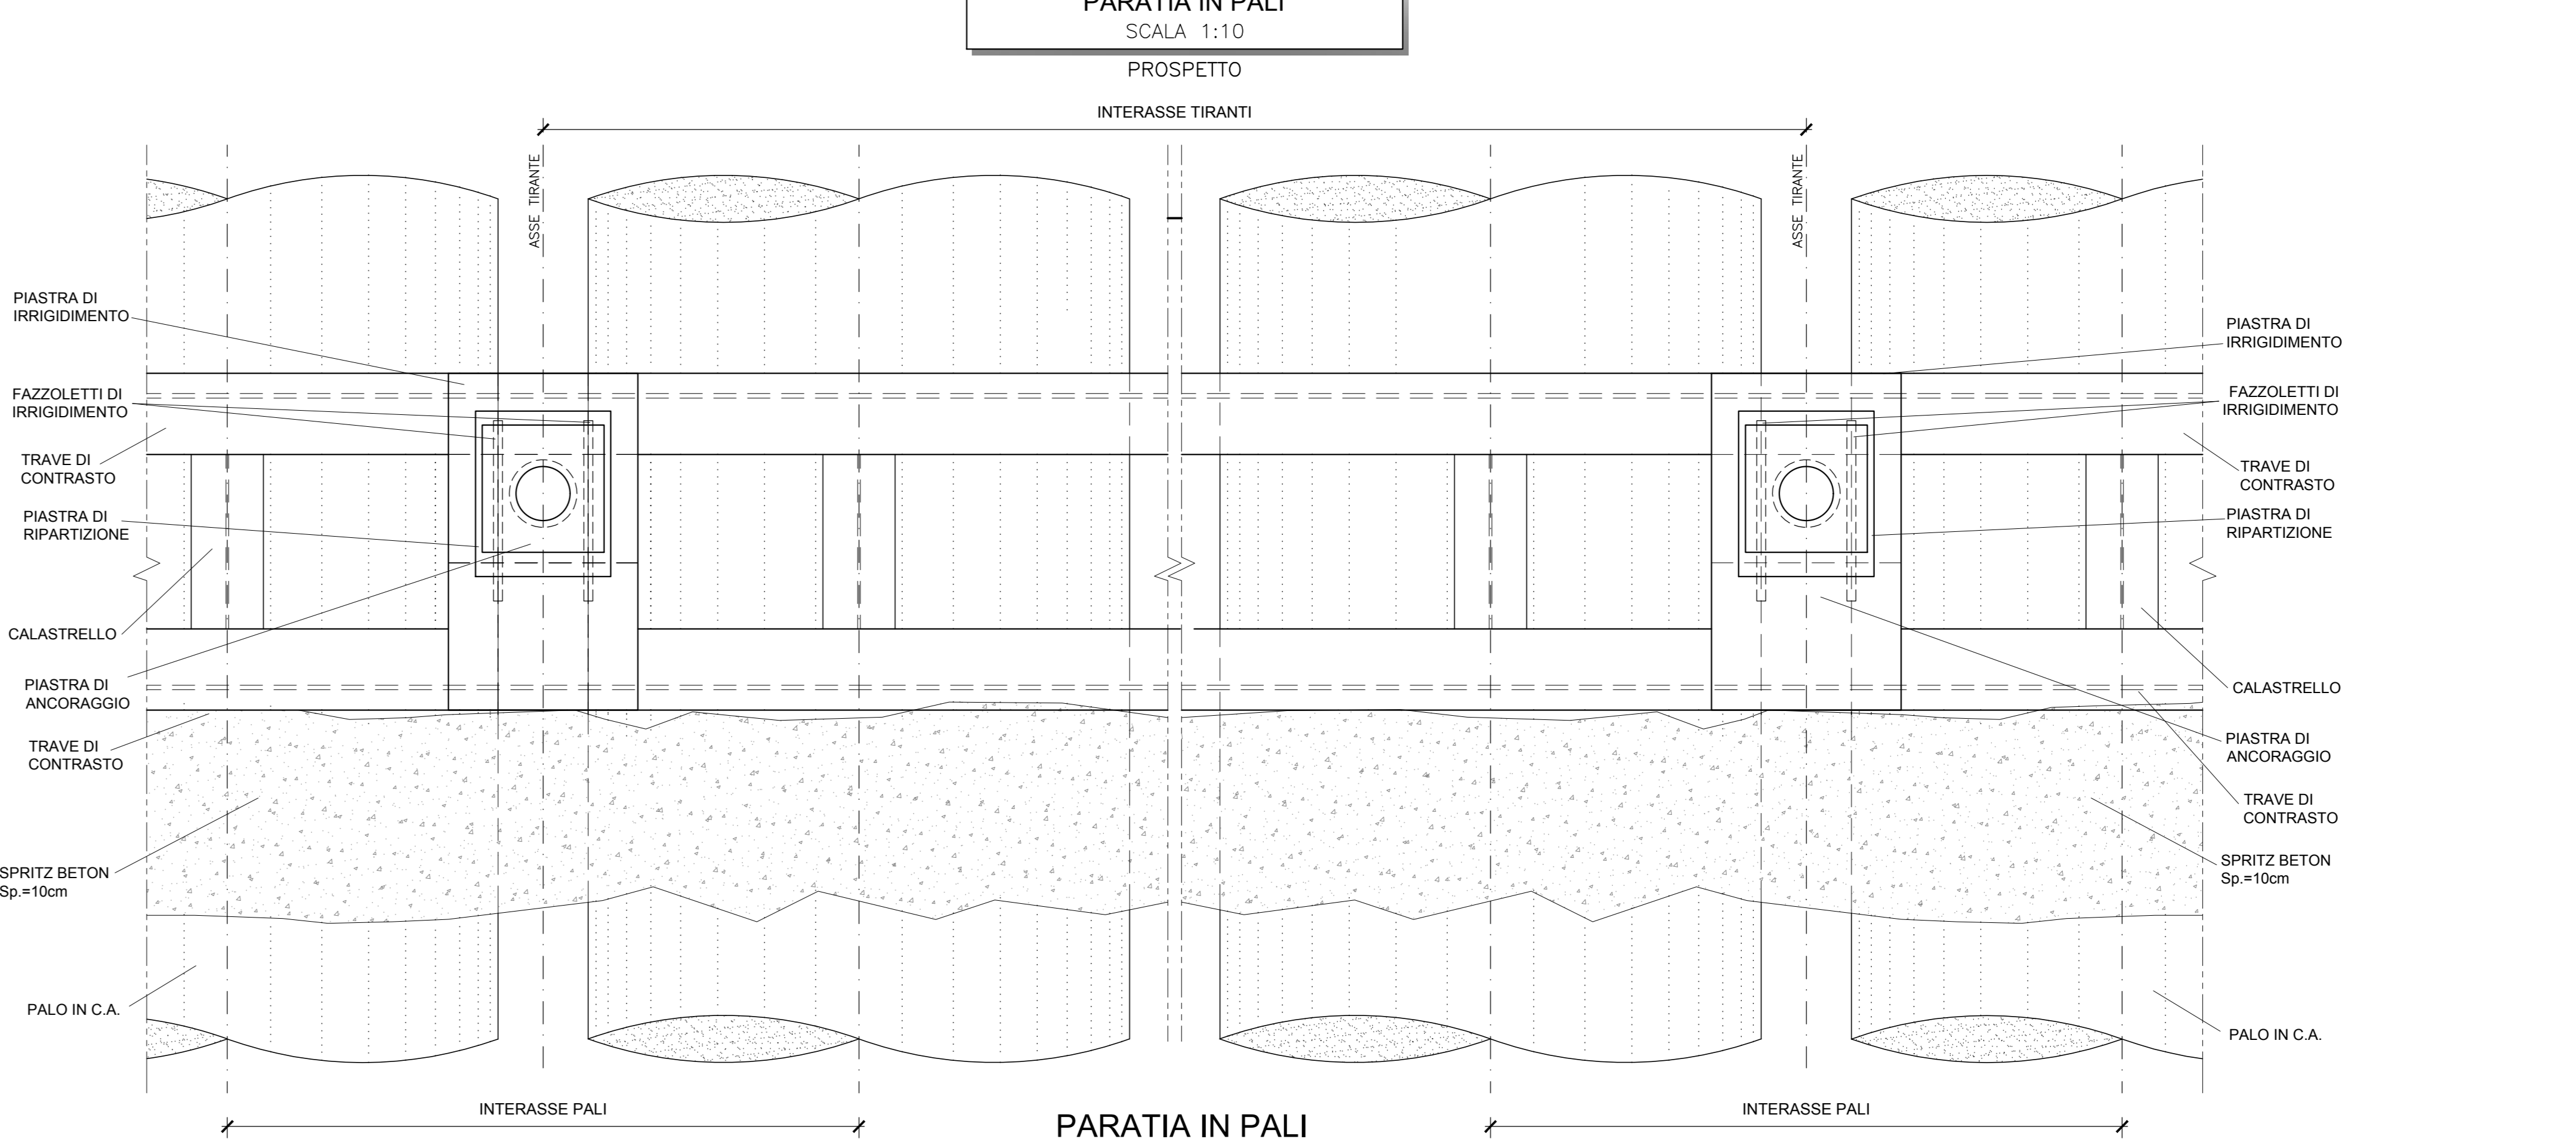 PARATIA IN PALI
SCALA 1:10
PROSPETTO
INTERASSE TIRANTI
ASSE TIRANTE
ASSE TIRANTE
PIASTRA DI
IRRIGIDIMENTO
FAZZOLETTI DI
IRRIGIDIMENTO
TRAVE DI
CONTRASTO
PIASTRA DI
RIPARTIZIONE
CALASTRELLO
PIASTRA DI
ANCORAGGIO
TRAVE DI
CONTRASTO
SPRITZ BETON
Sp.=10cm
PALO IN C.A.
PIASTRA DI
IRRIGIDIMENTO
FAZZOLETTI DI
IRRIGIDIMENTO
TRAVE DI
CONTRASTO
PIASTRA DI
RIPARTIZIONE
CALASTRELLO
PIASTRA DI
ANCORAGGIO
TRAVE DI
CONTRASTO
SPRITZ BETON
Sp.=10cm
PALO IN C.A.
INTERASSE PALI
PARATIA IN PALI
INTERASSE PALI